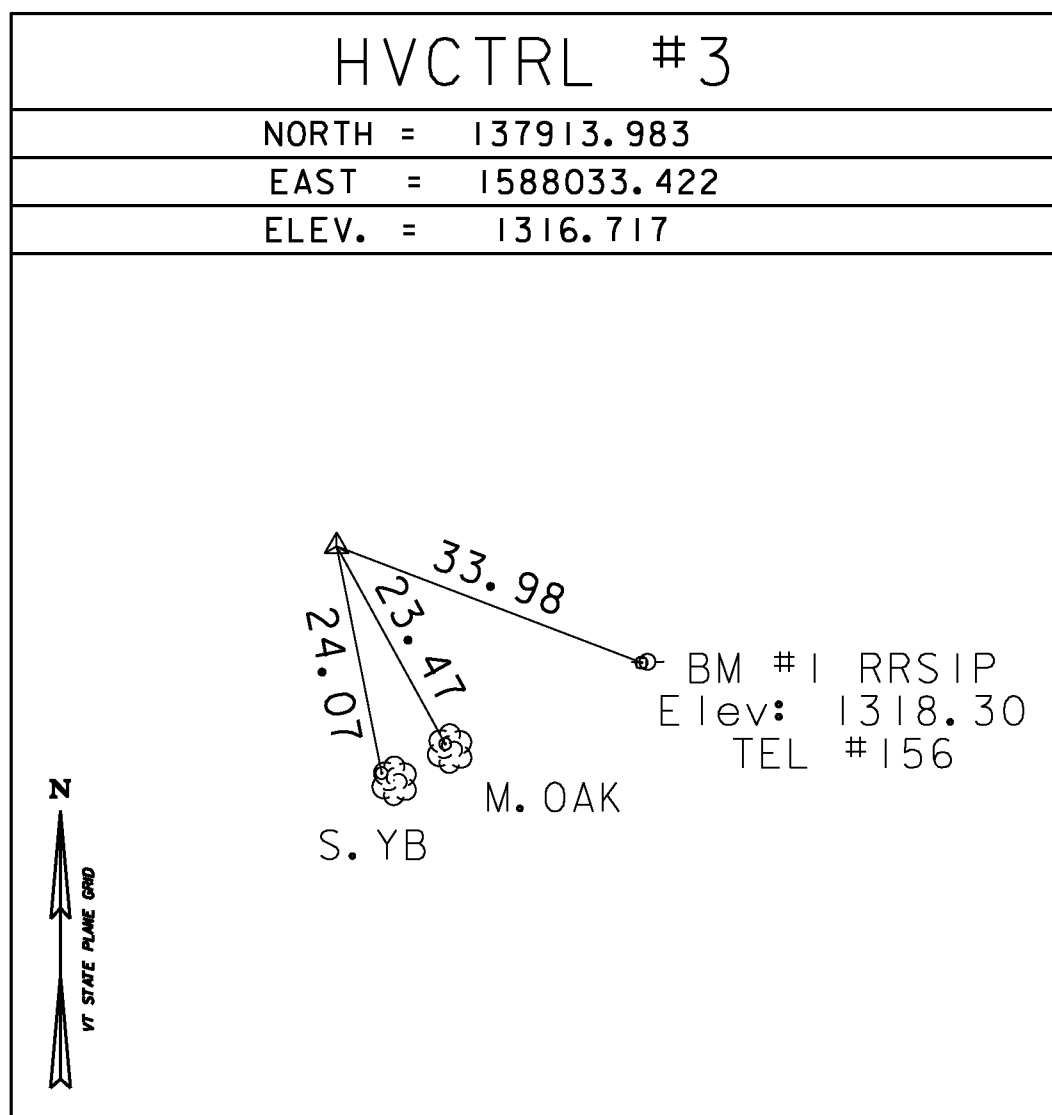 HVCTRL #3
NORTH = 137913.983
EAST = 1588033.422
ELEV. = 1316.717
33.98
23.47
24.07
BM #1 RRSIP
Elev: 1318.30
TEL #156
M. OAK
S. YB
N
VT STATE PLANE GRID